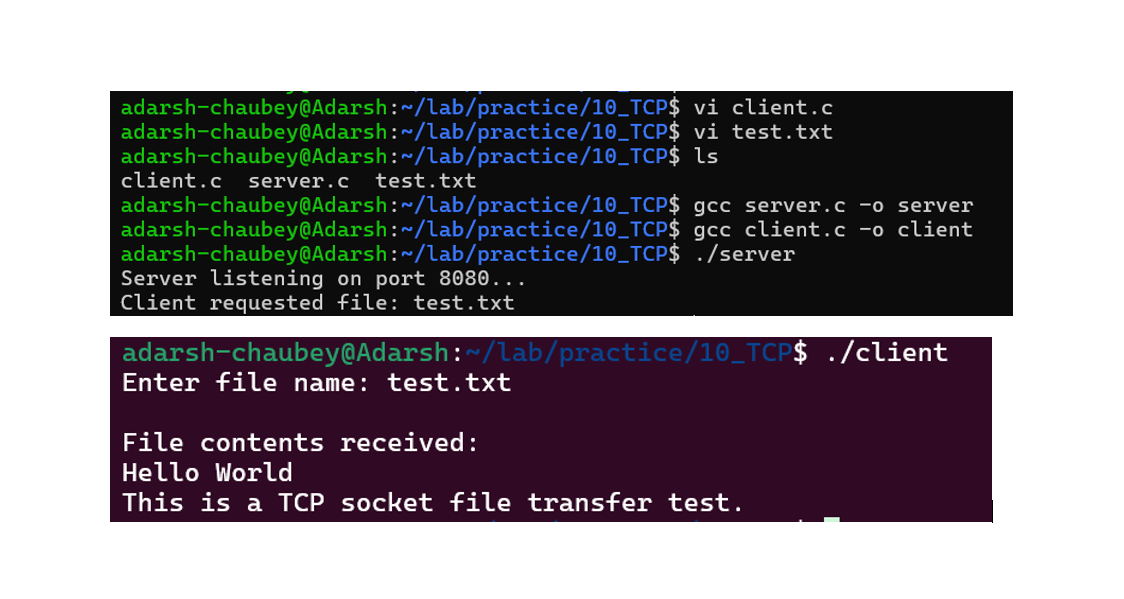 adarsh-chaubey@Adarsh:~/lab/practice/10_TCP$ vi client.c
adarsh-chaubey@Adarsh:~/lab/practice/10_TCP$ vi test.txt
adarsh-chaubey@Adarsh:~/lab/practice/10_TCP$ ls
client.c  server.c  test.txt
adarsh-chaubey@Adarsh:~/lab/practice/10_TCP$ gcc server.c -o server
adarsh-chaubey@Adarsh:~/lab/practice/10_TCP$ gcc client.c -o client
adarsh-chaubey@Adarsh:~/lab/practice/10_TCP$ ./server
Server listening on port 8080...
Client requested file: test.txt
adarsh-chaubey@Adarsh:~/lab/practice/10_TCP$ ./client
Enter file name: test.txt
File contents received:
Hello World
This is a TCP socket file transfer test.